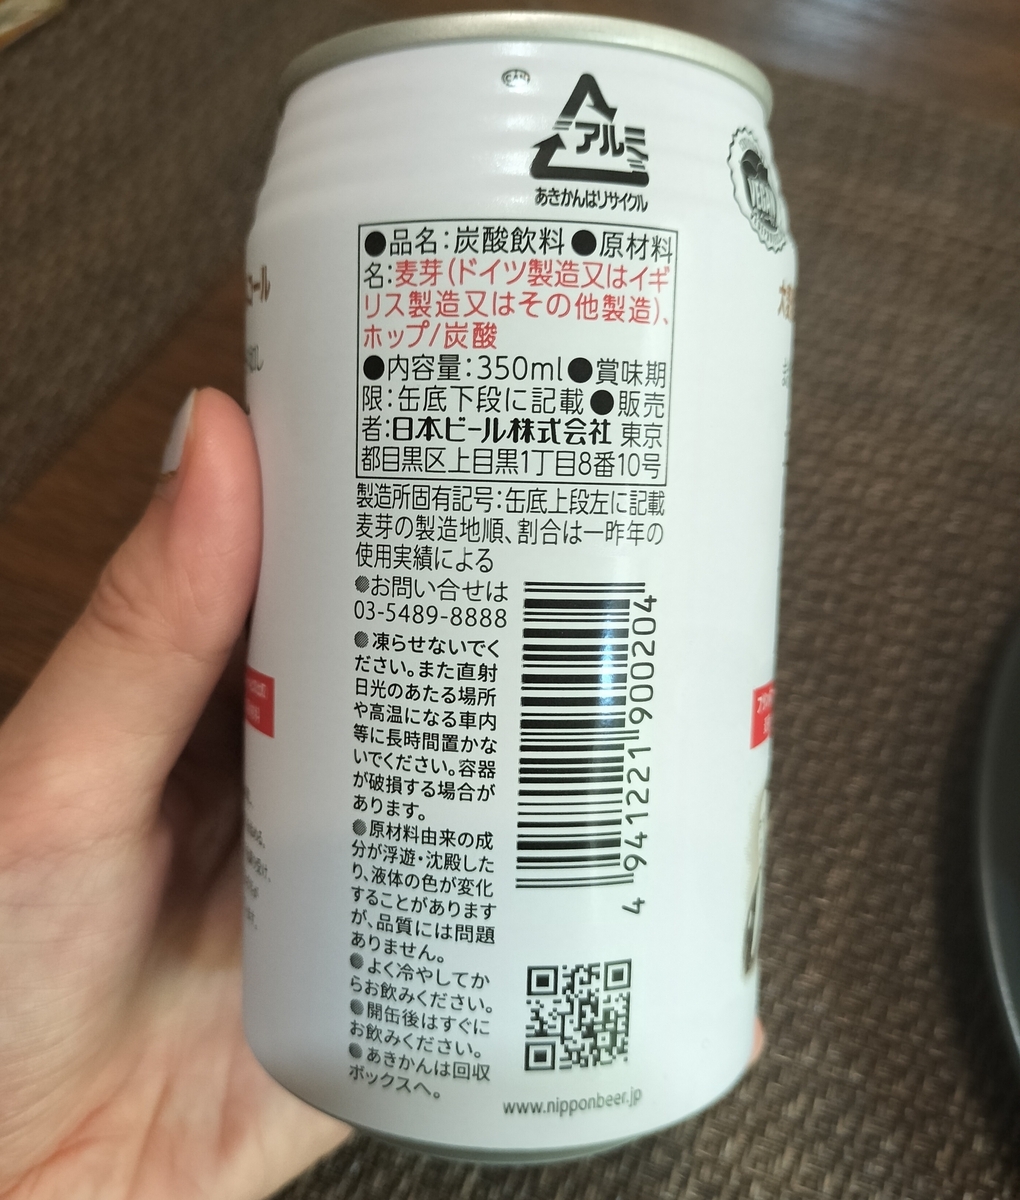 アルミ
あきかんはリサイクル
VEGAN
●品名：炭酸飲料●原材料
名：麦芽（ドイツ製造又はイギ
リス製造又はその他製造）、
ホップ/炭酸
●内容量：350ml●賞味期
限：缶底下段に記載●販売
者：日本ビール株式会社 東京
都目黒区上目黒1丁目8番10号
製造所固有記号：缶底上段左に記載
麦芽の製造地順、割合は一昨年の
使用実績による
●お問い合せは
03-5489-8888
●凍らせないでく
ださい。また直射
日光のあたる場所
や高温になる車内
等に長時間置かな
いでください。容器
が破損する場合が
あります。
●原材料由来の成
分が浮遊・沈殿した
り、液体の色が変化
することがあります
が、品質には問題
ありません。
●よく冷やしてか
らお飲みください。
●開缶後はすぐに
お飲みください。
●あきかんは回収
ボックスへ。
4 941221 900204
www.nipponbeer.jp